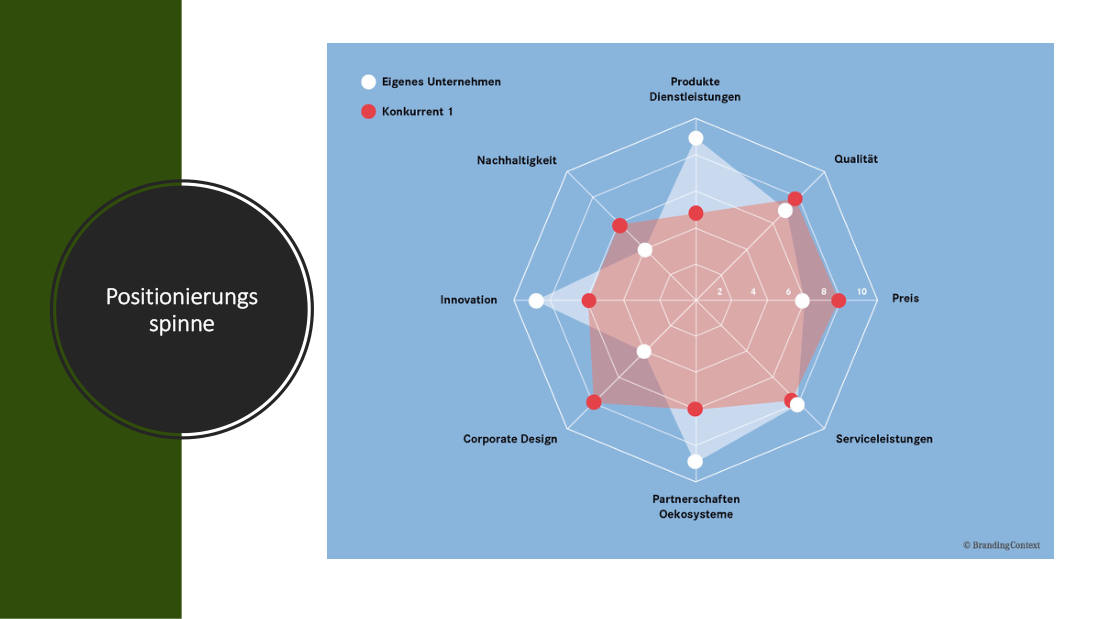 Positionierungs
spinne
Eigenes Unternehmen
Konkurrent 1
Produkte
Dienstleistungen
Nachhaltigkeit
Qualität
2 4 6 8 10
Innovation
Preis
Corporate Design
Serviceleistungen
Partnerschaften
Oekosysteme
© BrandingContext